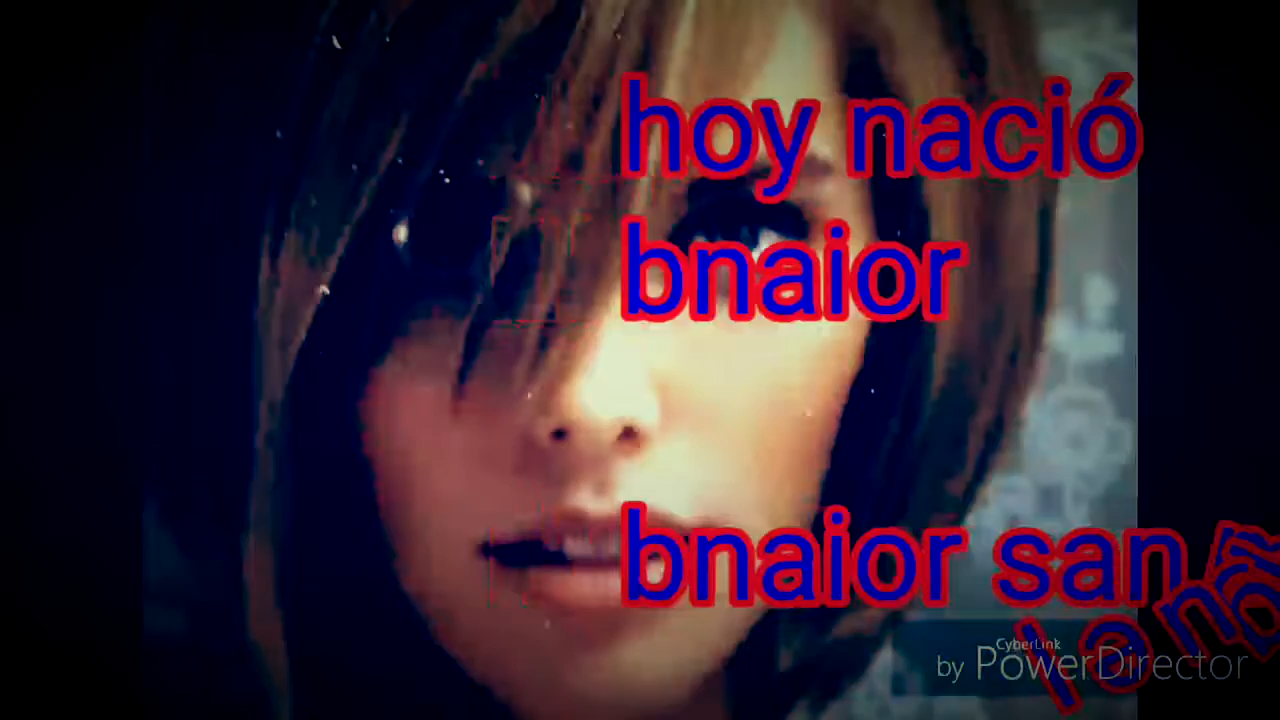 hoy nació
bnaior
bnaior san
CyberLink
by PowerDirector